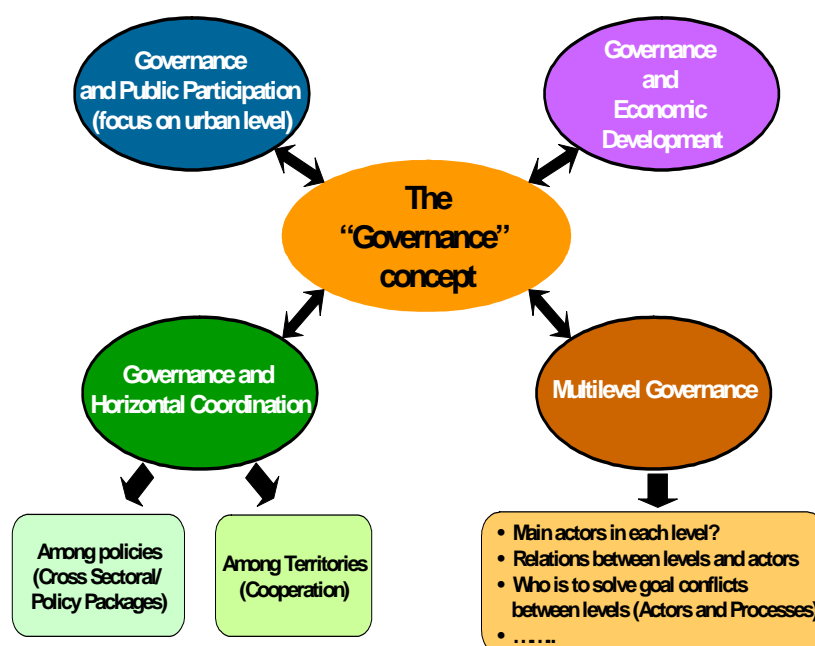 Governance
and Public Participation
(focus on urban level)
Governance
and
Economic
Development
The
“Governance”
concept
Governance and
Horizontal Coordination
Multilevel Governance
Among policies
(Cross Sectoral/
Policy Packages)
Among Territories
(Cooperation)
• Main actors in each level?
• Relations between levels and actors
• Who is to solve goal conflicts
between levels (Actors and Processes)
• …….